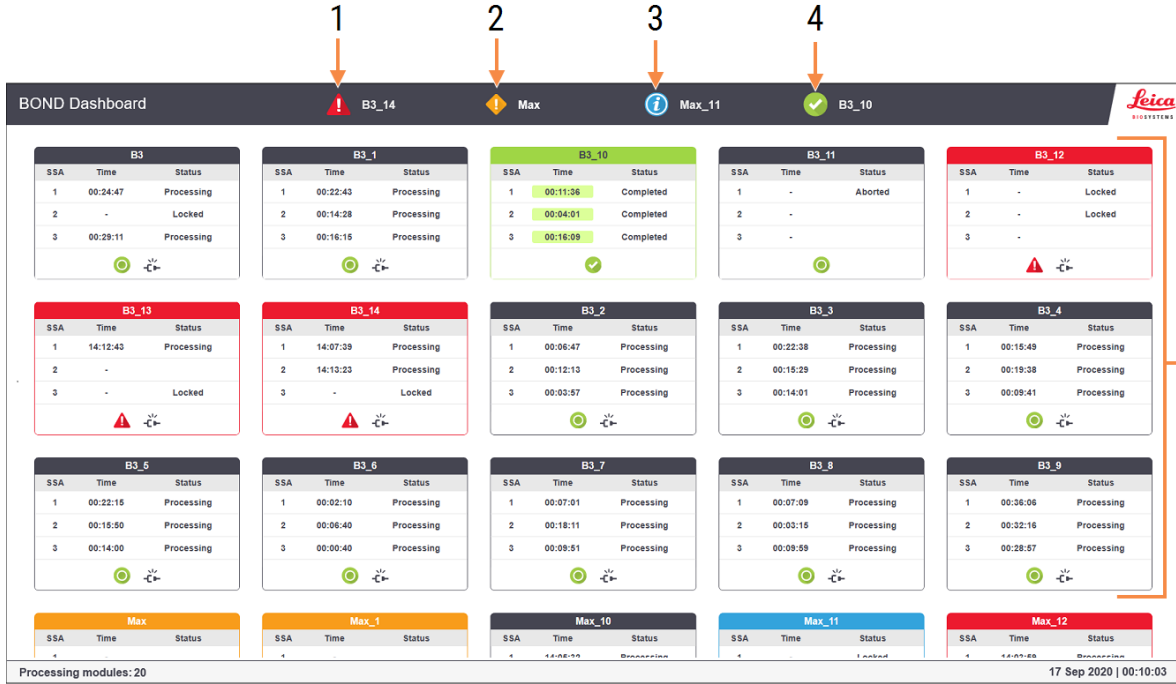 1 2 3 4
BOND Dashboard B3_14 Max Max_11 B3_10 Leica
BIOSYSTEMS
B3 B3_1 B3_10 B3_11 B3_12
SSA Time Status SSA Time Status SSA Time Status SSA Time Status SSA Time Status
1 00:24:47 Processing 1 00:22:43 Processing 1 00:11:36 Completed 1 - Aborted 1 - Locked
2 - Locked 2 00:14:28 Processing 2 00:04:01 Completed 2 - 2 - Locked
3 00:29:11 Processing 3 00:16:15 Processing 3 00:16:09 Completed 3 - 3 -
B3_13 B3_14 B3_2 B3_3 B3_4
SSA Time Status SSA Time Status SSA Time Status SSA Time Status SSA Time Status
1 14:12:43 Processing 1 14:07:39 Processing 1 00:06:47 Processing 1 00:22:38 Processing 1 00:15:49 Processing
2 - 2 14:13:23 Processing 2 00:12:13 Processing 2 00:15:29 Processing 2 00:19:38 Processing
3 - Locked 3 - Locked 3 00:03:57 Processing 3 00:14:01 Processing 3 00:09:41 Processing
B3_5 B3_6 B3_7 B3_8 B3_9
SSA Time Status SSA Time Status SSA Time Status SSA Time Status SSA Time Status
1 00:22:15 Processing 1 00:02:10 Processing 1 00:07:01 Processing 1 00:07:09 Processing 1 00:36:06 Processing
2 00:15:50 Processing 2 00:06:40 Processing 2 00:18:11 Processing 2 00:03:15 Processing 2 00:32:16 Processing
3 00:14:00 Processing 3 00:00:40 Processing 3 00:09:51 Processing 3 00:09:59 Processing 3 00:28:57 Processing
Max Max_1 Max_10 Max_11 Max_12
SSA Time Status SSA Time Status SSA Time Status SSA Time Status SSA Time Status
Processing modules: 20 17 Sep 2020 | 00:10:03